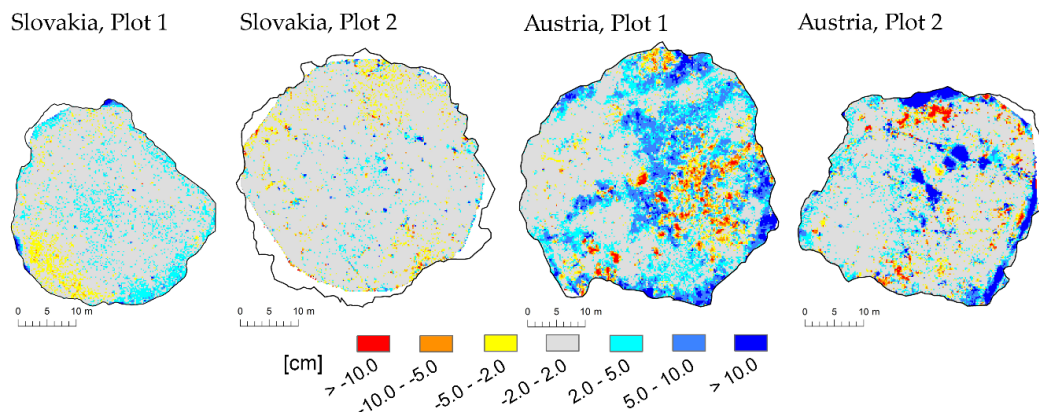 Slovakia, Plot 1 Slovakia, Plot 2 Austria, Plot 1 Austria, Plot 2
0 5 10 m 0 5 10 m 0 5 10 m 0 5 10 m
[cm] > -10.0 -10.0 - -5.0 -5.0 - -2.0 -2.0 - 2.0 2.0 - 5.0 5.0 - 10.0 > 10.0